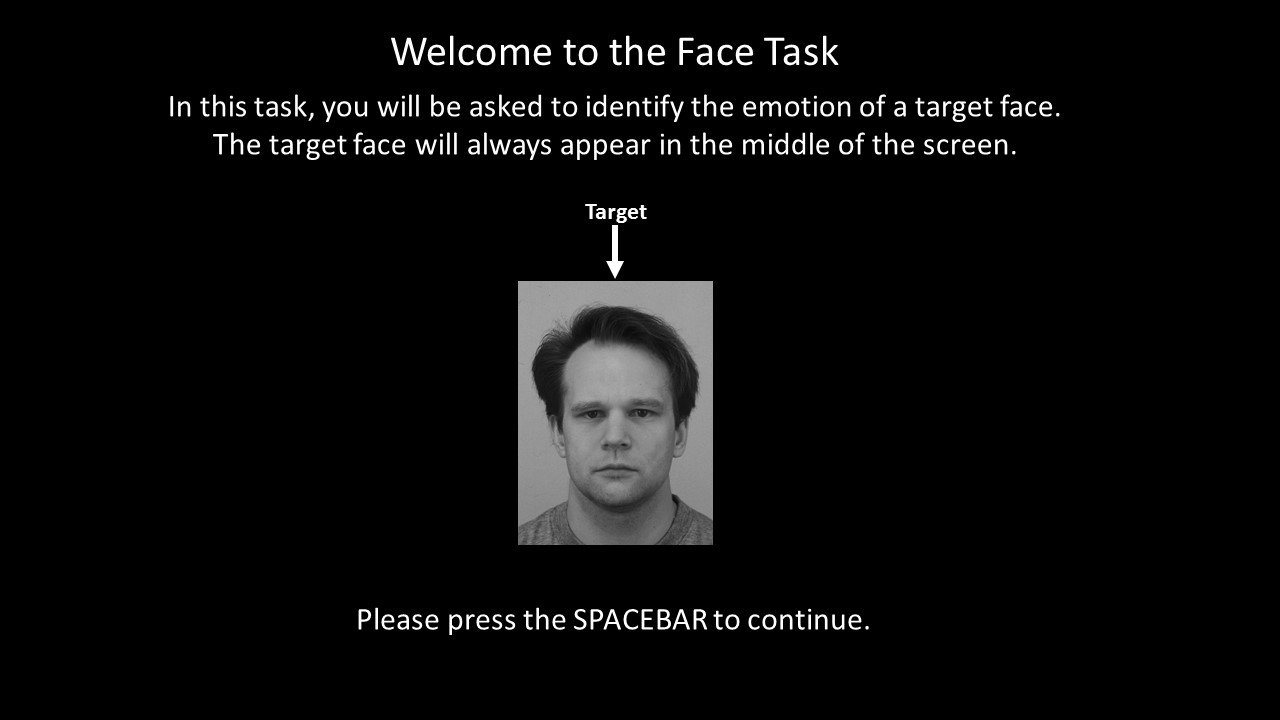 Welcome to the Face Task
In this task, you will be asked to identify the emotion of a target face.
The target face will always appear in the middle of the screen.
Target
Please press the SPACEBAR to continue.